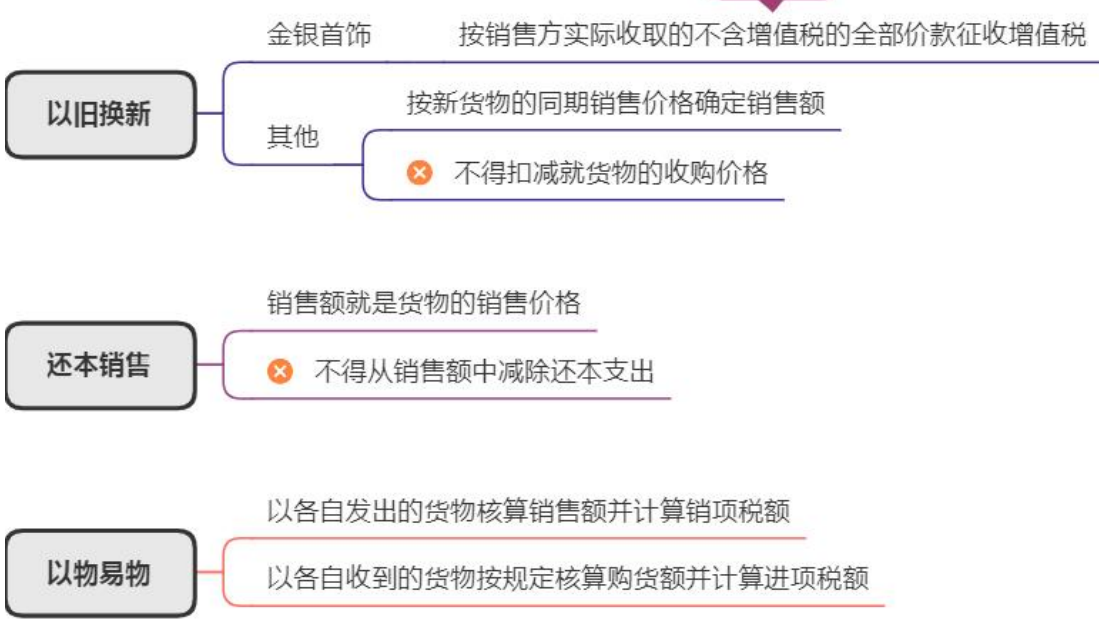 金银首饰 按销售方实际收取的不含增值税的全部价款征收增值税
以旧换新
按新货物的同期销售价格确定销售额
其他
不得扣减就货物的收购价格
销售额就是货物的销售价格
还本销售
不得从销售额中减除还本支出
以各自发出的货物核算销售额并计算销项税额
以物易物
以各自收到的货物按规定核算购货额并计算进项税额